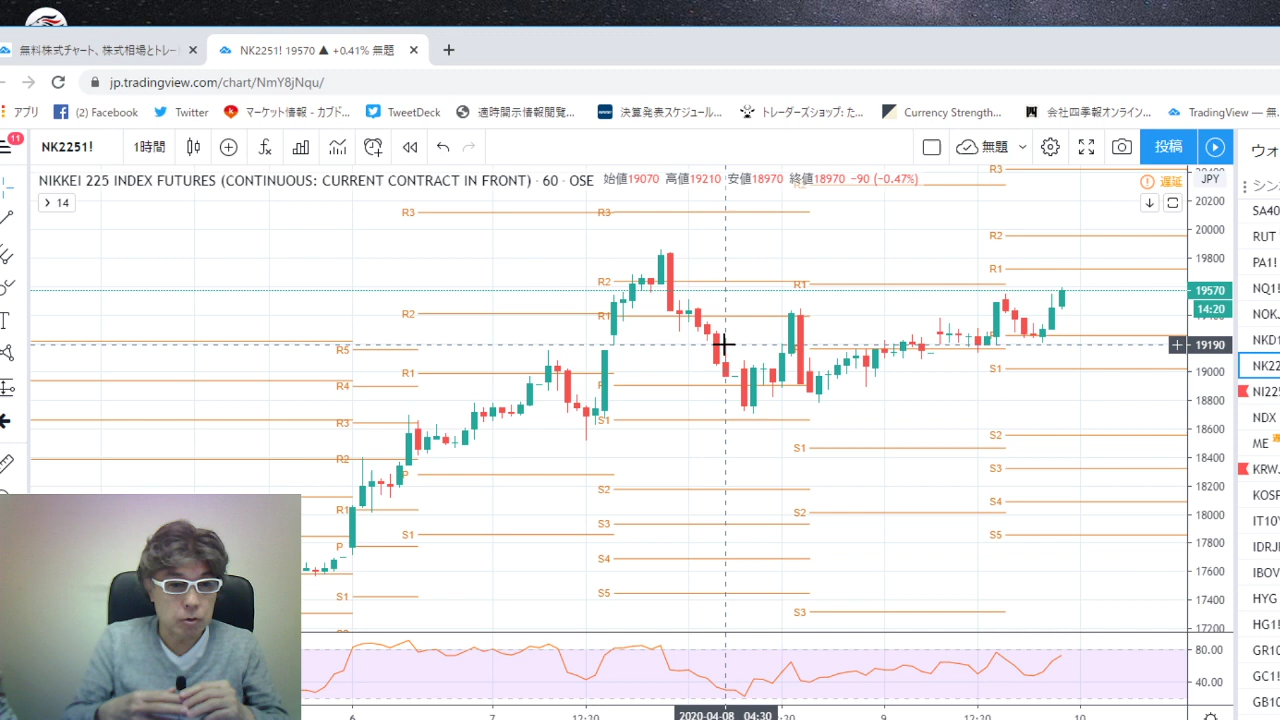 無料株式チャート、株式相場とトレー
NK2251! 19570 ▲ +0.41% 無題
jp.tradingview.com/chart/NmY8jNqu/
アプリ (2) Facebook Twitter マーケット情報 - カブド... TweetDeck 適時開示情報閲覧... 決算発表スケジュール... トレーダーズショップ: た... Currency Strength... 会社四季報オンライン... TradingView — 無
11
NK2251! 1時間 無題 投稿
ウォ
NIKKEI 225 INDEX FUTURES (CONTINUOUS: CURRENT CONTRACT IN FRONT) · 60 · OSE 始値19070 高値19210 安値18970 終値18970 -90 (-0.47%)
遅延
JPY
14
シン
R3
R3
R3
R2
R1
R2
R1
R2
R1
R5
R4
R3
R2
R1
P
S1
R2
R1
P
S1
R1
P
S1
S2
S3
S4
S5
S1
S2
S3
S1
S2
S3
S4
S5
20200
20000
19800
19570
14:20
19190
19000
18800
18600
18400
18200
18000
17800
17600
17400
17200
80.00
40.00
SA40
RUT
PA1!
NQ1!
NOK
NKD1
NK22
NI225
NDX
ME
KRW
KOSP
IT10Y
IDRJ
IBOV
HYG
HG1!
GR10
GC1!
GB10
6 7 12:20 2020-04-08 04:30 :20 9 12:30 10